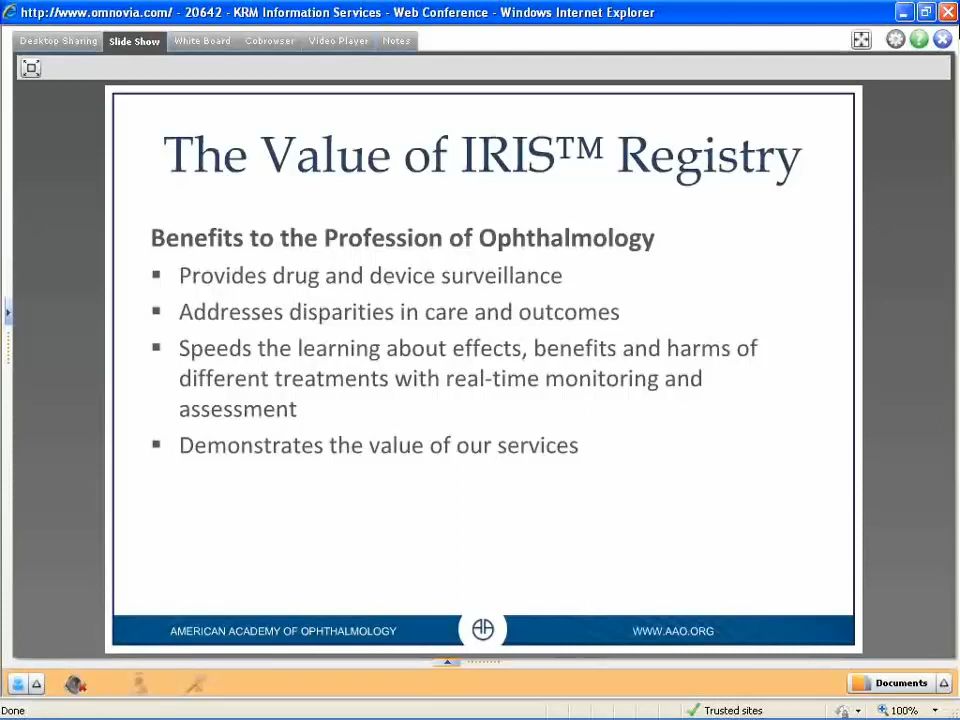 http://www.omnovia.com/ - 20642 - KRM Information Services - Web Conference - Windows Internet Explorer
Desktop Sharing Slide Show White Board Cobrowser Video Player Notes
The Value of IRIS™ Registry
Benefits to the Profession of Ophthalmology
▪ Provides drug and device surveillance
▪ Addresses disparities in care and outcomes
▪ Speeds the learning about effects, benefits and harms of
different treatments with real-time monitoring and
assessment
▪ Demonstrates the value of our services
AMERICAN ACADEMY OF OPHTHALMOLOGY WWW.AAO.ORG
Documents
Done Trusted sites 100%